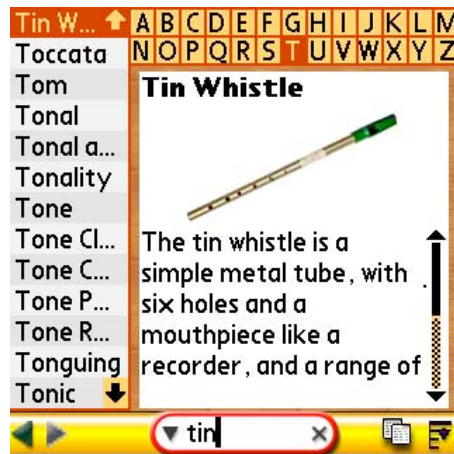 Tin W...
A B C D E F G H I J K L M
N O P Q R S T U V W X Y Z
Toccata
Tom
Tonal
Tonal a...
Tonality
Tone
Tone Cl...
Tone C...
Tone P...
Tone R...
Tonguing
Tonic
Tin Whistle
The tin whistle is a
simple metal tube, with
six holes and a
mouthpiece like a
recorder, and a range of
tin